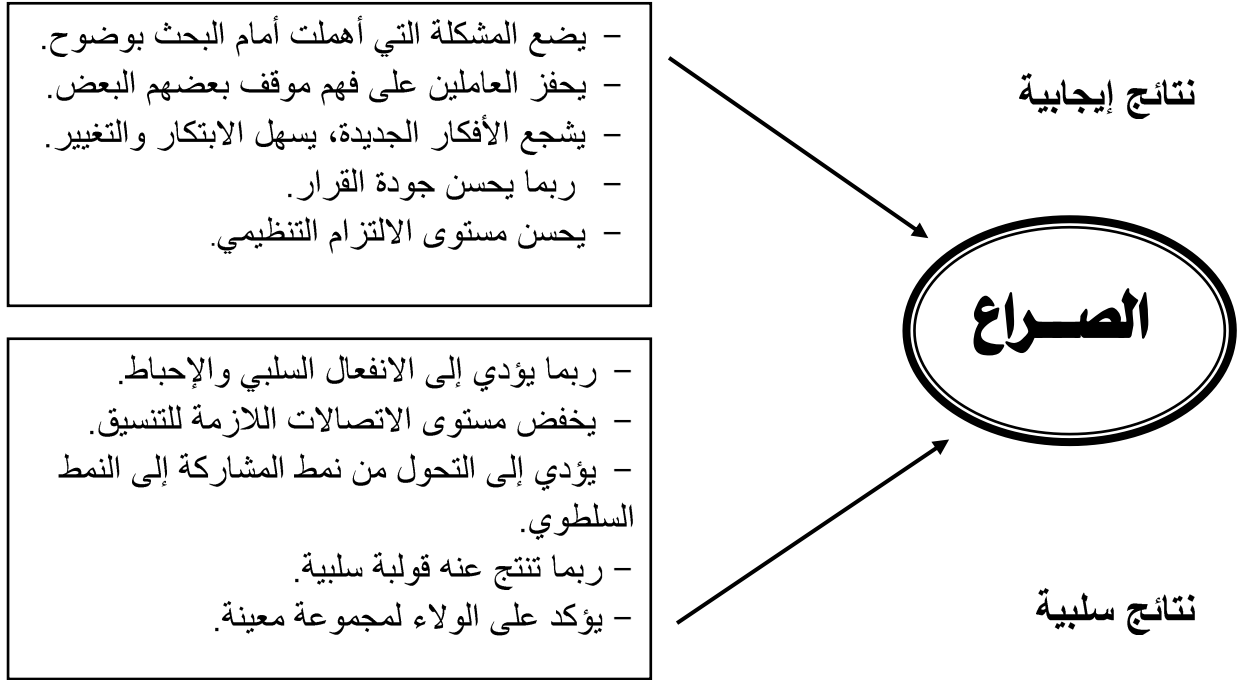 نتائج إيجابية
– يضع المشكلة التي أهملت أمام البحث بوضوح.
– يحفز العاملين على فهم موقف بعضهم البعض.
– يشجع الأفكار الجديدة، يسهل الابتكار والتغيير.
– ربما يحسن جودة القرار.
– يحسن مستوى الالتزام التنظيمي.
الصــراع
– ربما يؤدي إلى الانفعال السلبي والإحباط.
– يخفض مستوى الاتصالات اللازمة للتنسيق.
– يؤدي إلى التحول من نمط المشاركة إلى النمط
السلطوي.
– ربما تنتج عنه قولبة سلبية.
– يؤكد على الولاء لمجموعة معينة.
نتائج سلبية